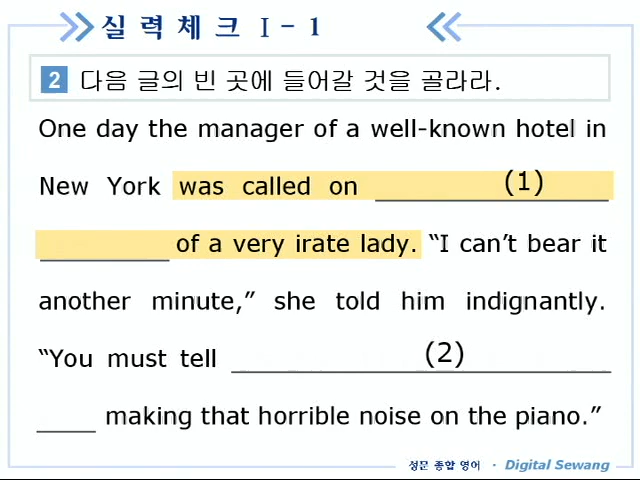 실력체크 I - 1
2 다음 글의 빈 곳에 들어갈 것을 골라라.
One day the manager of a well-known hotel in
New York was called on (1)
of a very irate lady. “I can’t bear it
another minute,” she told him indignantly.
“You must tell (2)
making that horrible noise on the piano.”
정문 종합 영어 · Digital Sewang